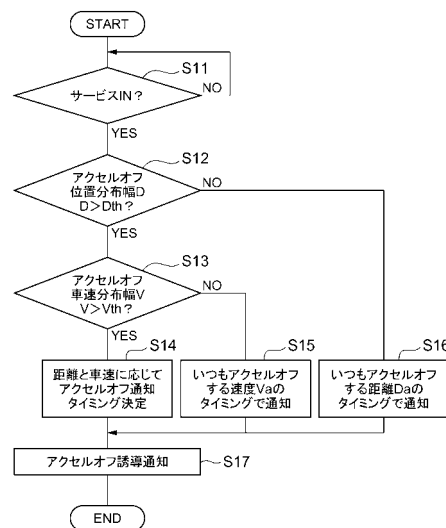 START
S11
サービスIN？
NO
YES
S12
アクセルオフ
位置分布幅D
D＞Dth？
NO
YES
S13
アクセルオフ
車速分布幅V
V＞Vth？
NO
YES
S14
距離と車速に応じて
アクセルオフ通知
タイミング決定
S15
いつもアクセルオフ
する速度Vaの
タイミングで通知
S16
いつもアクセルオフ
する距離Daの
タイミングで通知
アクセルオフ誘導通知
S17
END